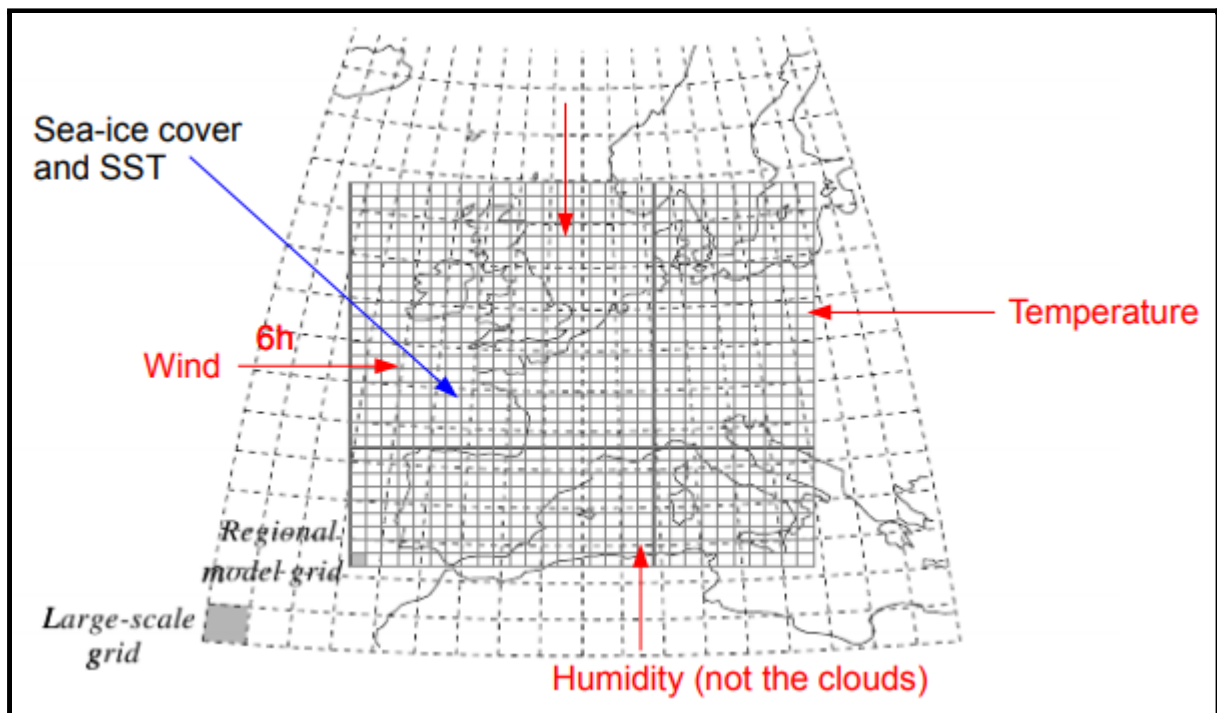 Sea-ice cover
and SST
6h
Wind
Temperature
Regional
model grid
Large-scale
grid
Humidity (not the clouds)